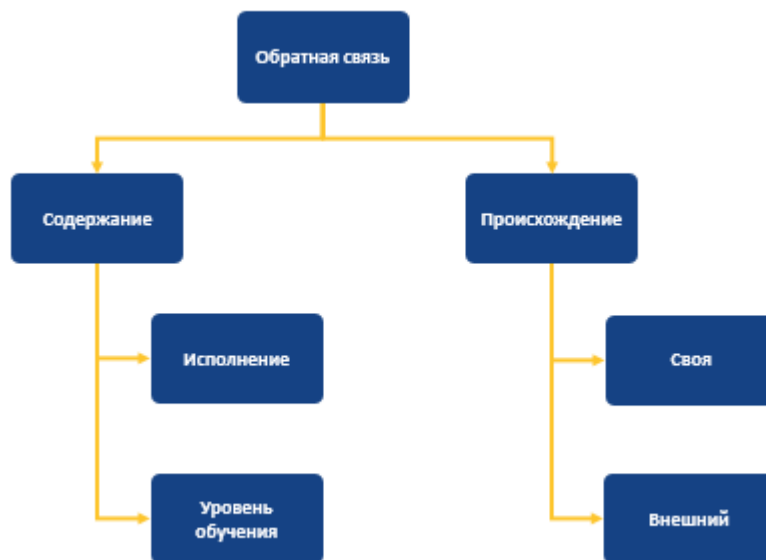 Обратная связь
Содержание
Происхождение
Исполнение
Своя
Уровень
обучения
Внешний